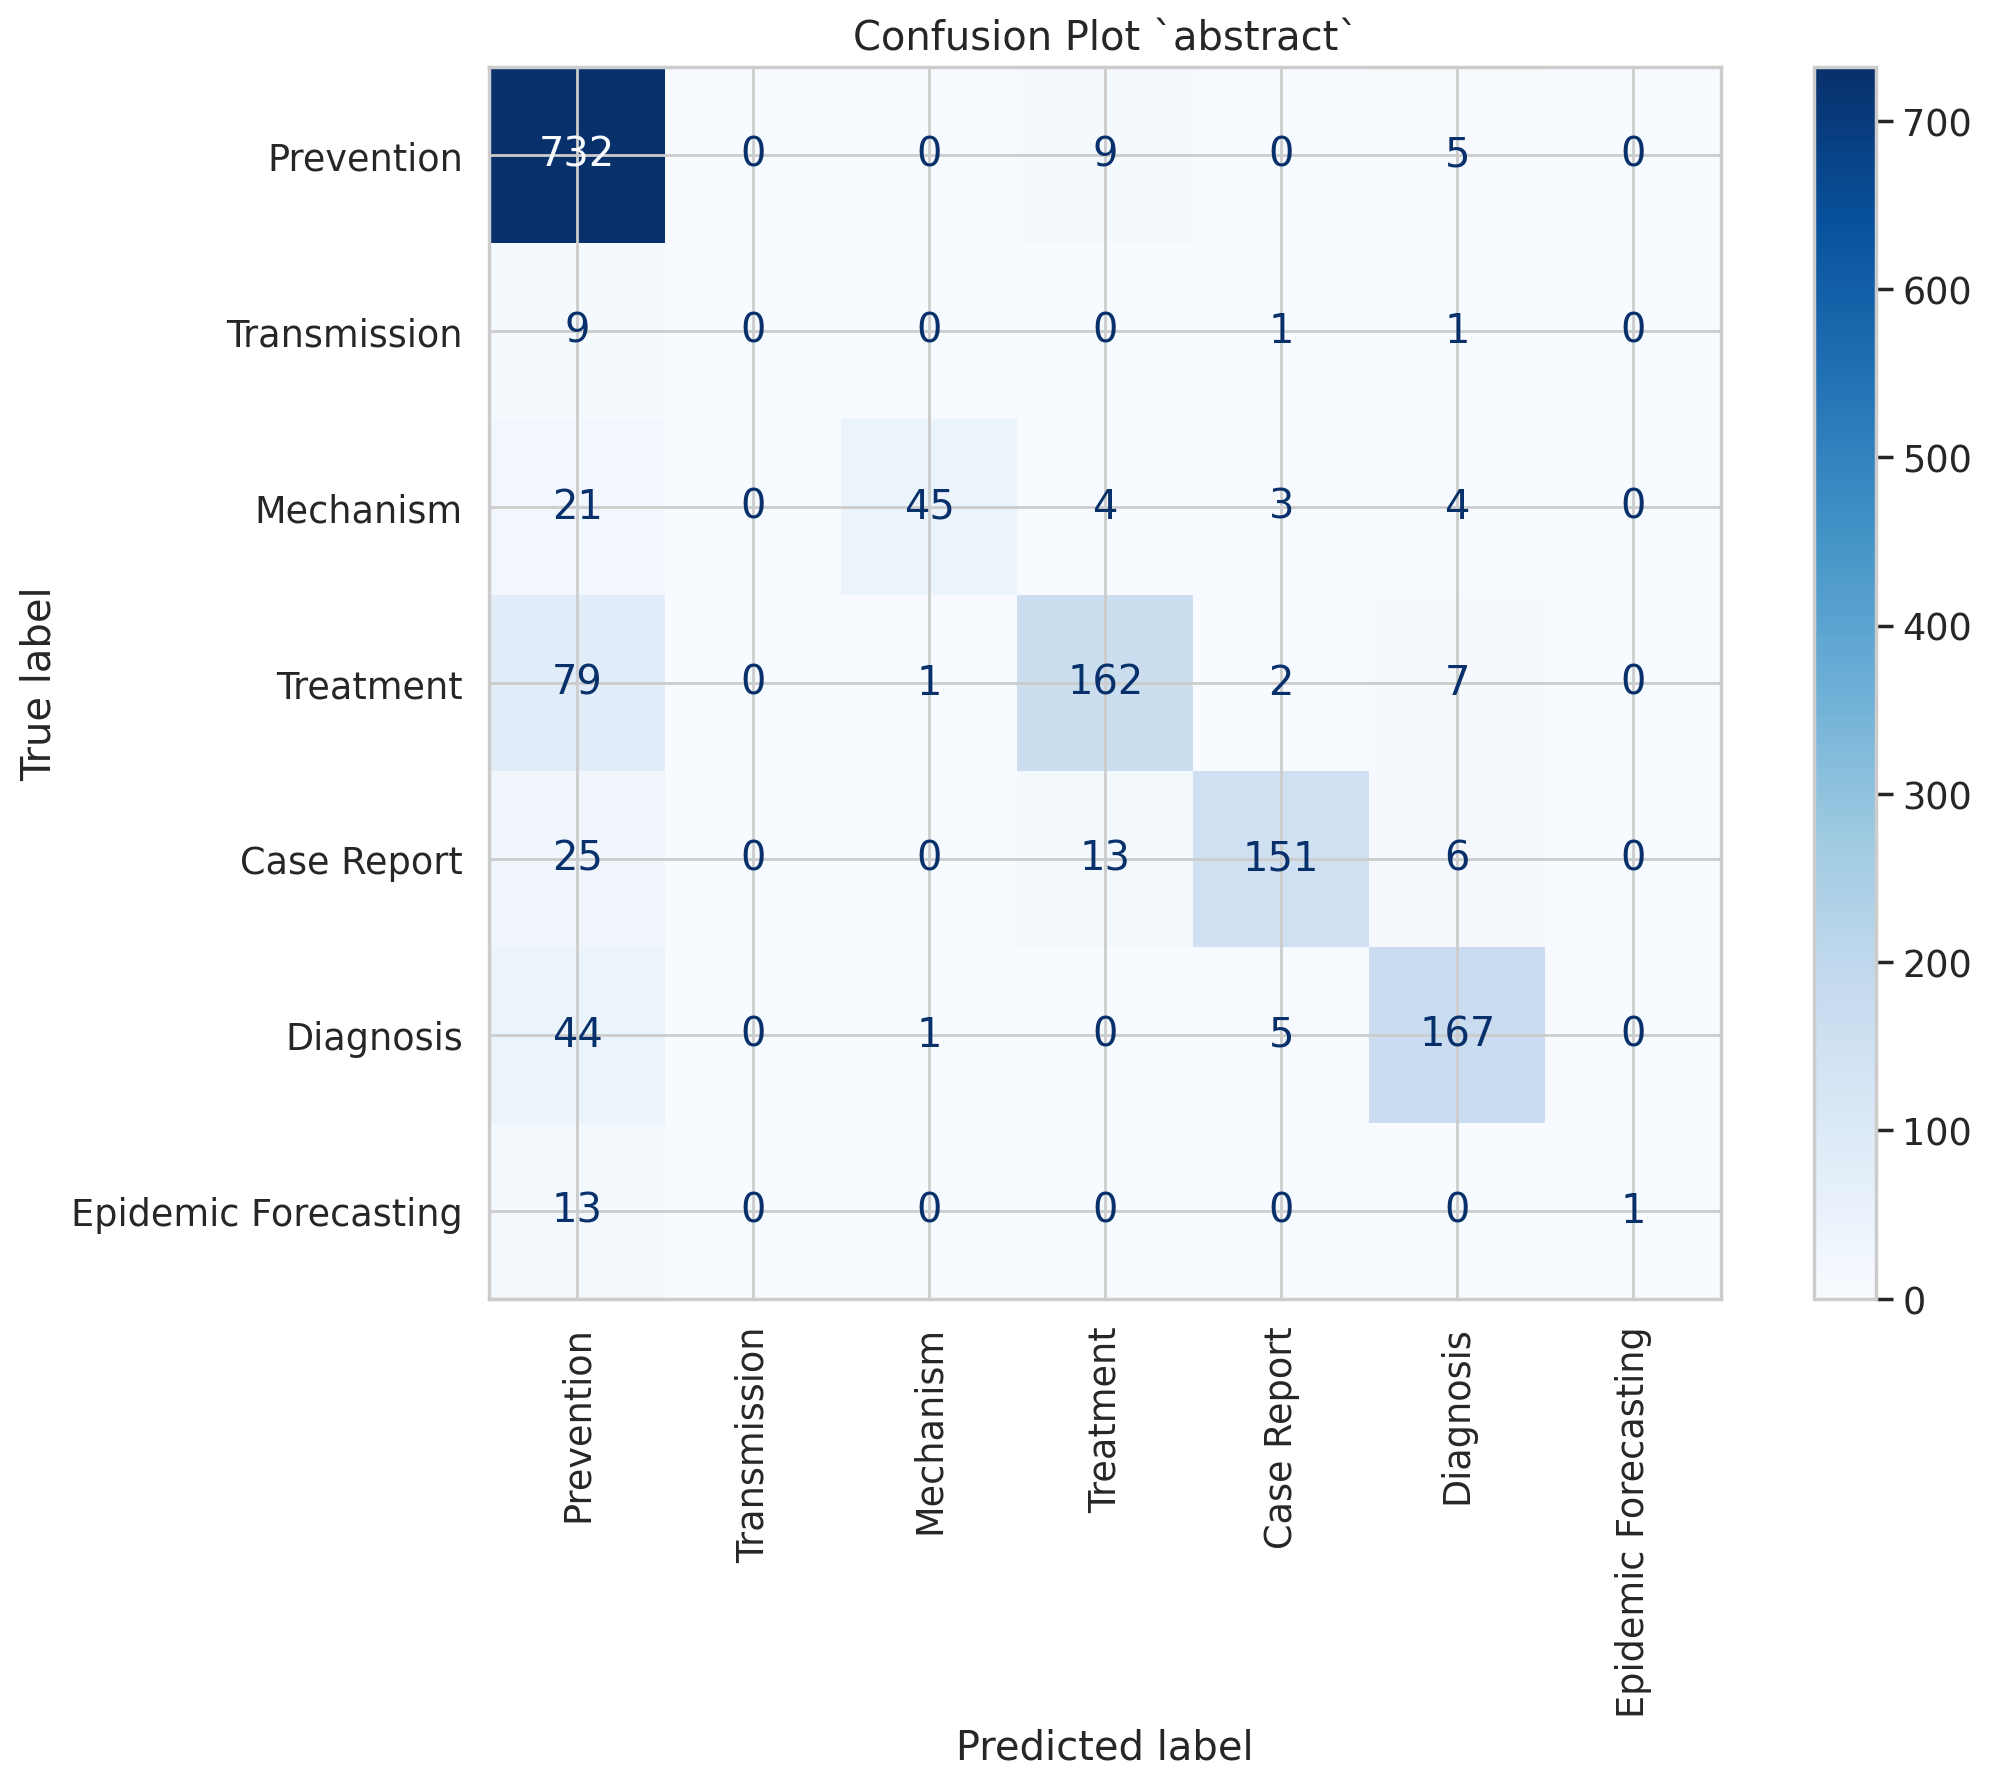 Confusion Plot `abstract`
Prevention 732 0 0 9 0 5 0
Transmission 9 0 0 0 1 1 0
Mechanism 21 0 45 4 3 4 0
Treatment 79 0 1 162 2 7 0
Case Report 25 0 0 13 151 6 0
Diagnosis 44 0 1 0 5 167 0
Epidemic Forecasting 13 0 0 0 0 0 1
True label
Prevention
Transmission
Mechanism
Treatment
Case Report
Diagnosis
Epidemic Forecasting
Predicted label
700
600
500
400
300
200
100
0